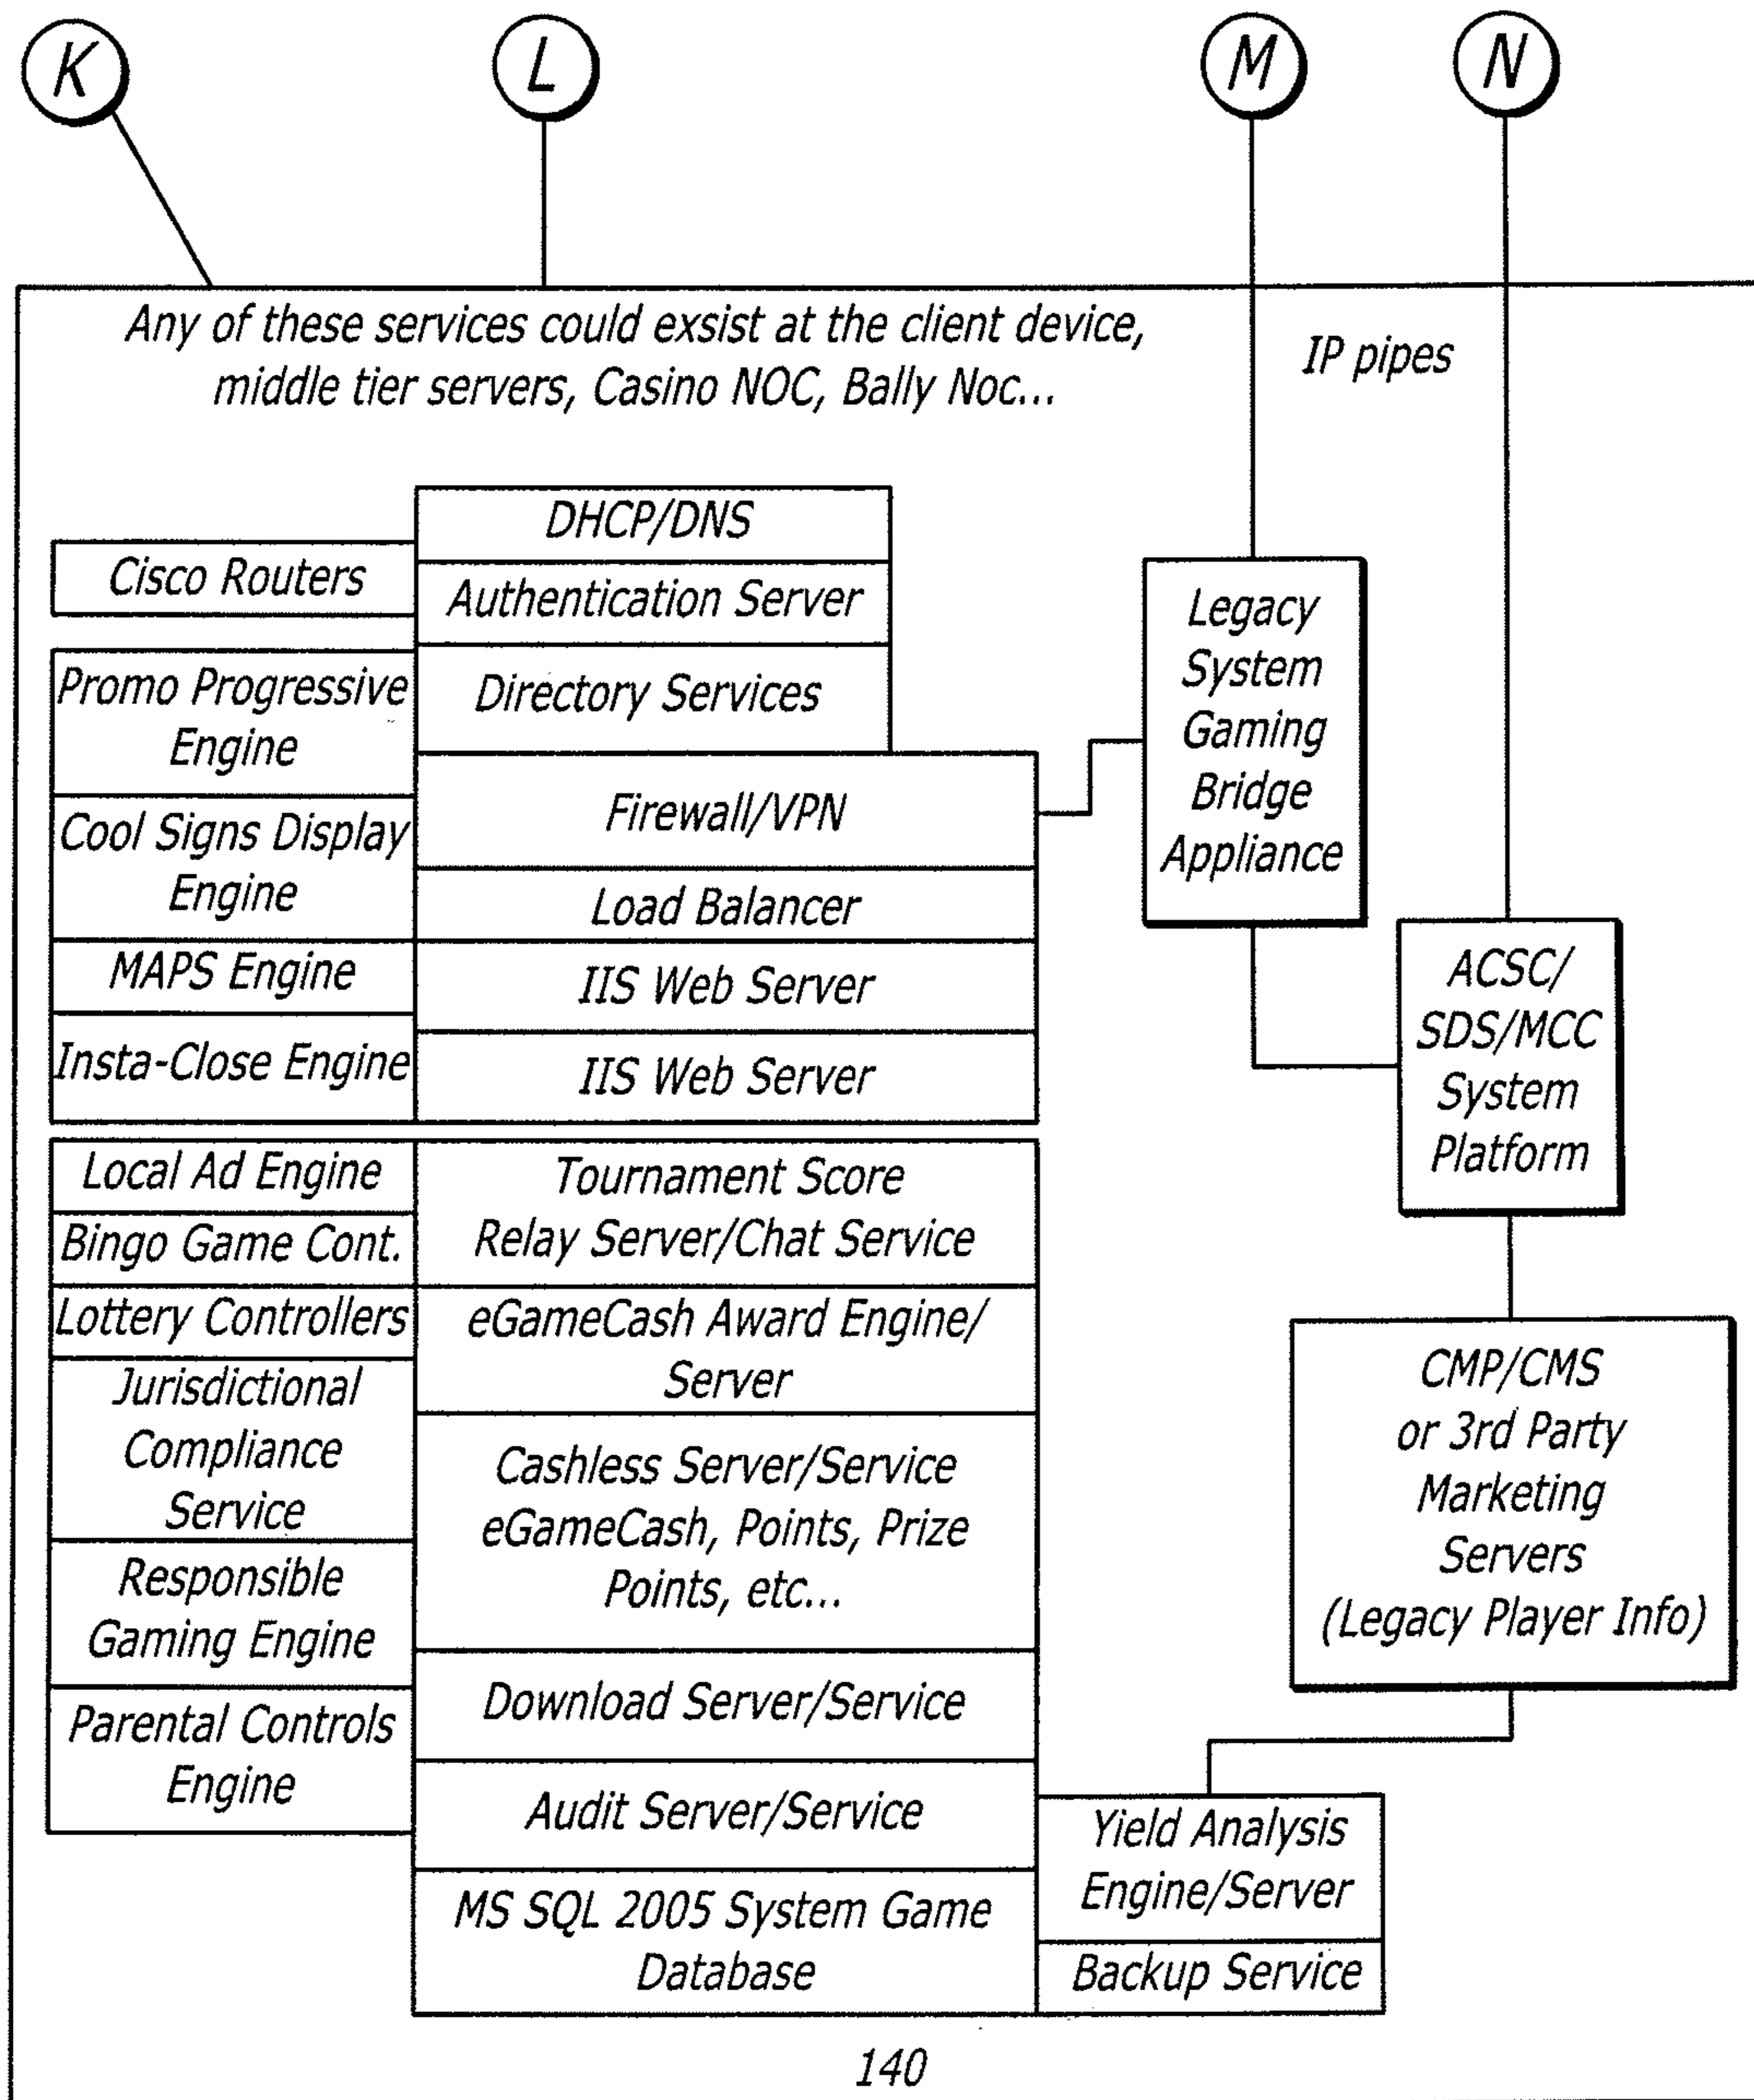 K
L
M
N
Any of these services could exsist at the client device,
middle tier servers, Casino NOC, Bally Noc...
IP pipes
DHCP/DNS
Cisco Routers
Authentication Server
Directory Services
Promo Progressive
Engine
Firewall/VPN
Cool Signs Display
Engine
Load Balancer
MAPS Engine
IIS Web Server
Insta-Close Engine
IIS Web Server
Legacy
System
Gaming
Bridge
Appliance
ACSC/
SDS/MCC
System
Platform
Local Ad Engine
Bingo Game Cont.
Lottery Controllers
Jurisdictional
Compliance
Service
Responsible
Gaming Engine
Parental Controls
Engine
Tournament Score
Relay Server/Chat Service
eGameCash Award Engine/
Server
Cashless Server/Service
eGameCash, Points, Prize
Points, etc...
Download Server/Service
Audit Server/Service
MS SQL 2005 System Game
Database
CMP/CMS
or 3rd Party
Marketing
Servers
(Legacy Player Info)
Yield Analysis
Engine/Server
Backup Service
140